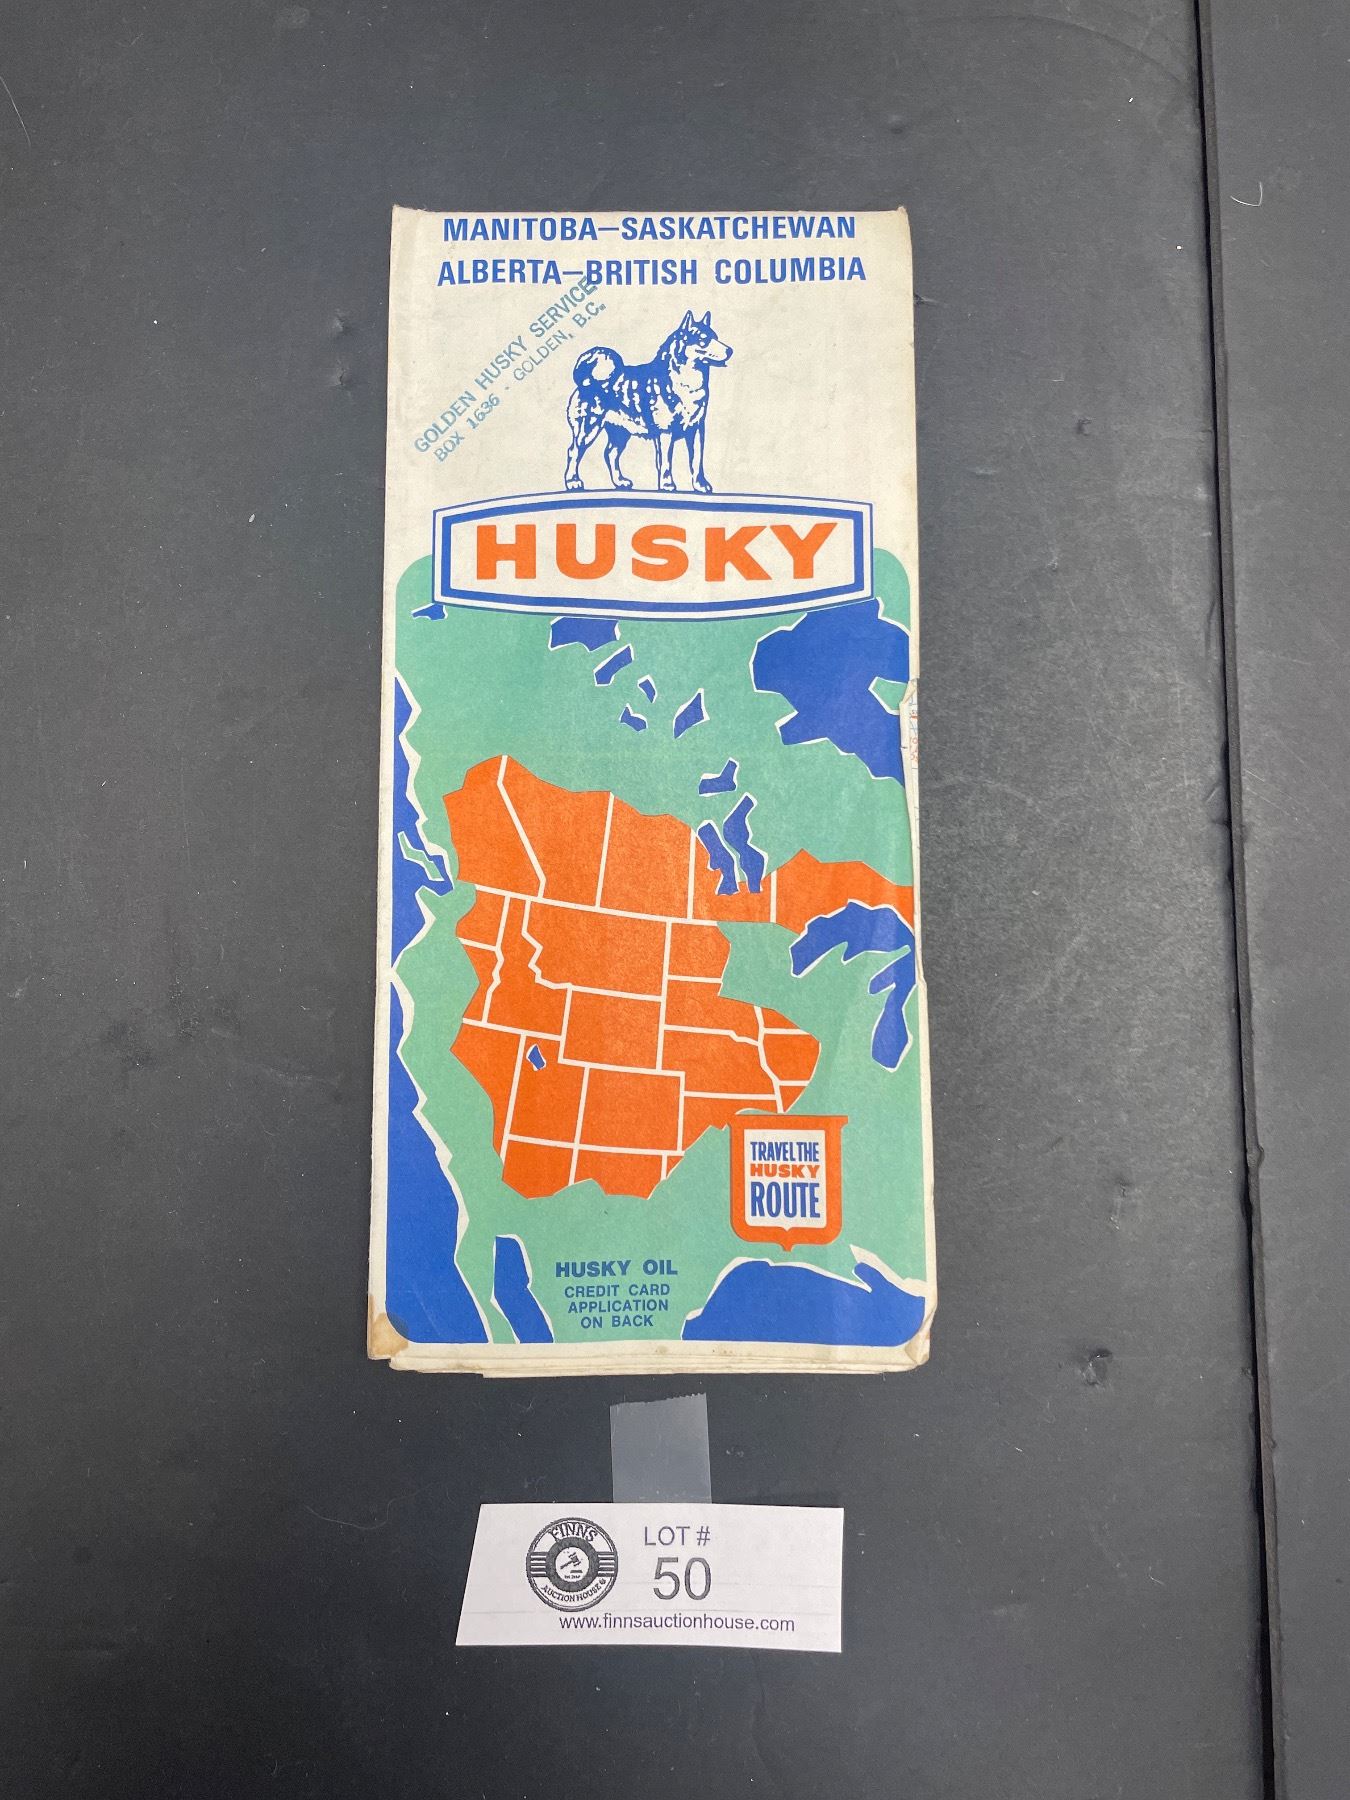 MANITOBA—SASKATCHEWAN
ALBERTA—BRITISH COLUMBIA
GOLDEN HUSKY SERVICE
BOX 1636 - GOLDEN, B.C.
HUSKY
TRAVEL THE
HUSKY
ROUTE
HUSKY OIL
CREDIT CARD
APPLICATION
ON BACK
FINNS
AUCTION HOUSE
LOT #
50
www.finnsauctionhouse.com